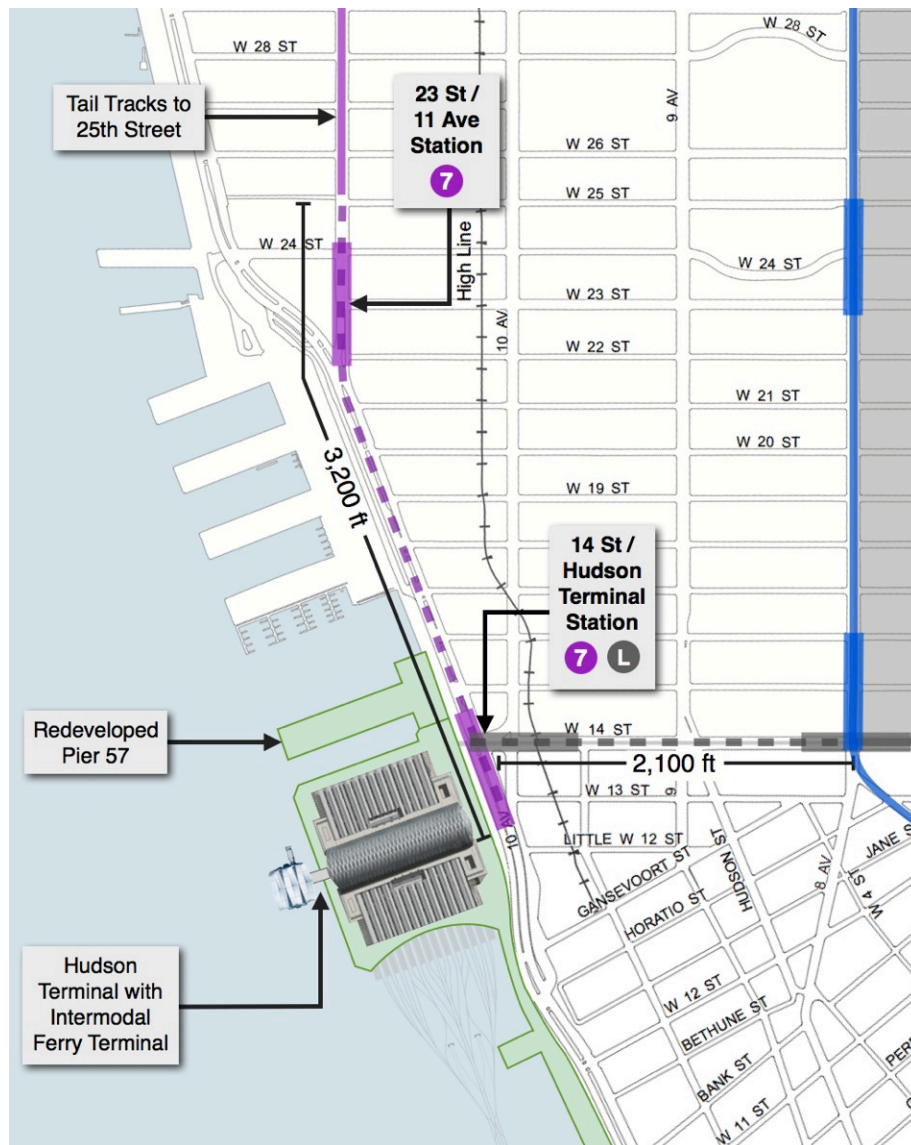 W 28 ST
W 28 ST
Tail Tracks to
25th Street
23 St /
11 Ave
Station
7
9 AV
W 26 ST
W 25 ST
W 24 ST
High Line
W 24 ST
W 23 ST
10 AV
W 22 ST
W 21 ST
W 20 ST
3,200 ft
W 19 ST
14 St /
Hudson
Terminal
Station
7 L
Redeveloped
Pier 57
W 14 ST
2,100 ft
W 13 ST
9
10 AV
LITTLE W 12 ST
GANSEVOORT ST
HUDSON ST
8 AV
JANE S
W 4 ST
HORATIO ST
Hudson
Terminal with
Intermodal
Ferry Terminal
W 12 ST
BETHUNE ST
BANK ST
W 11 ST
PER